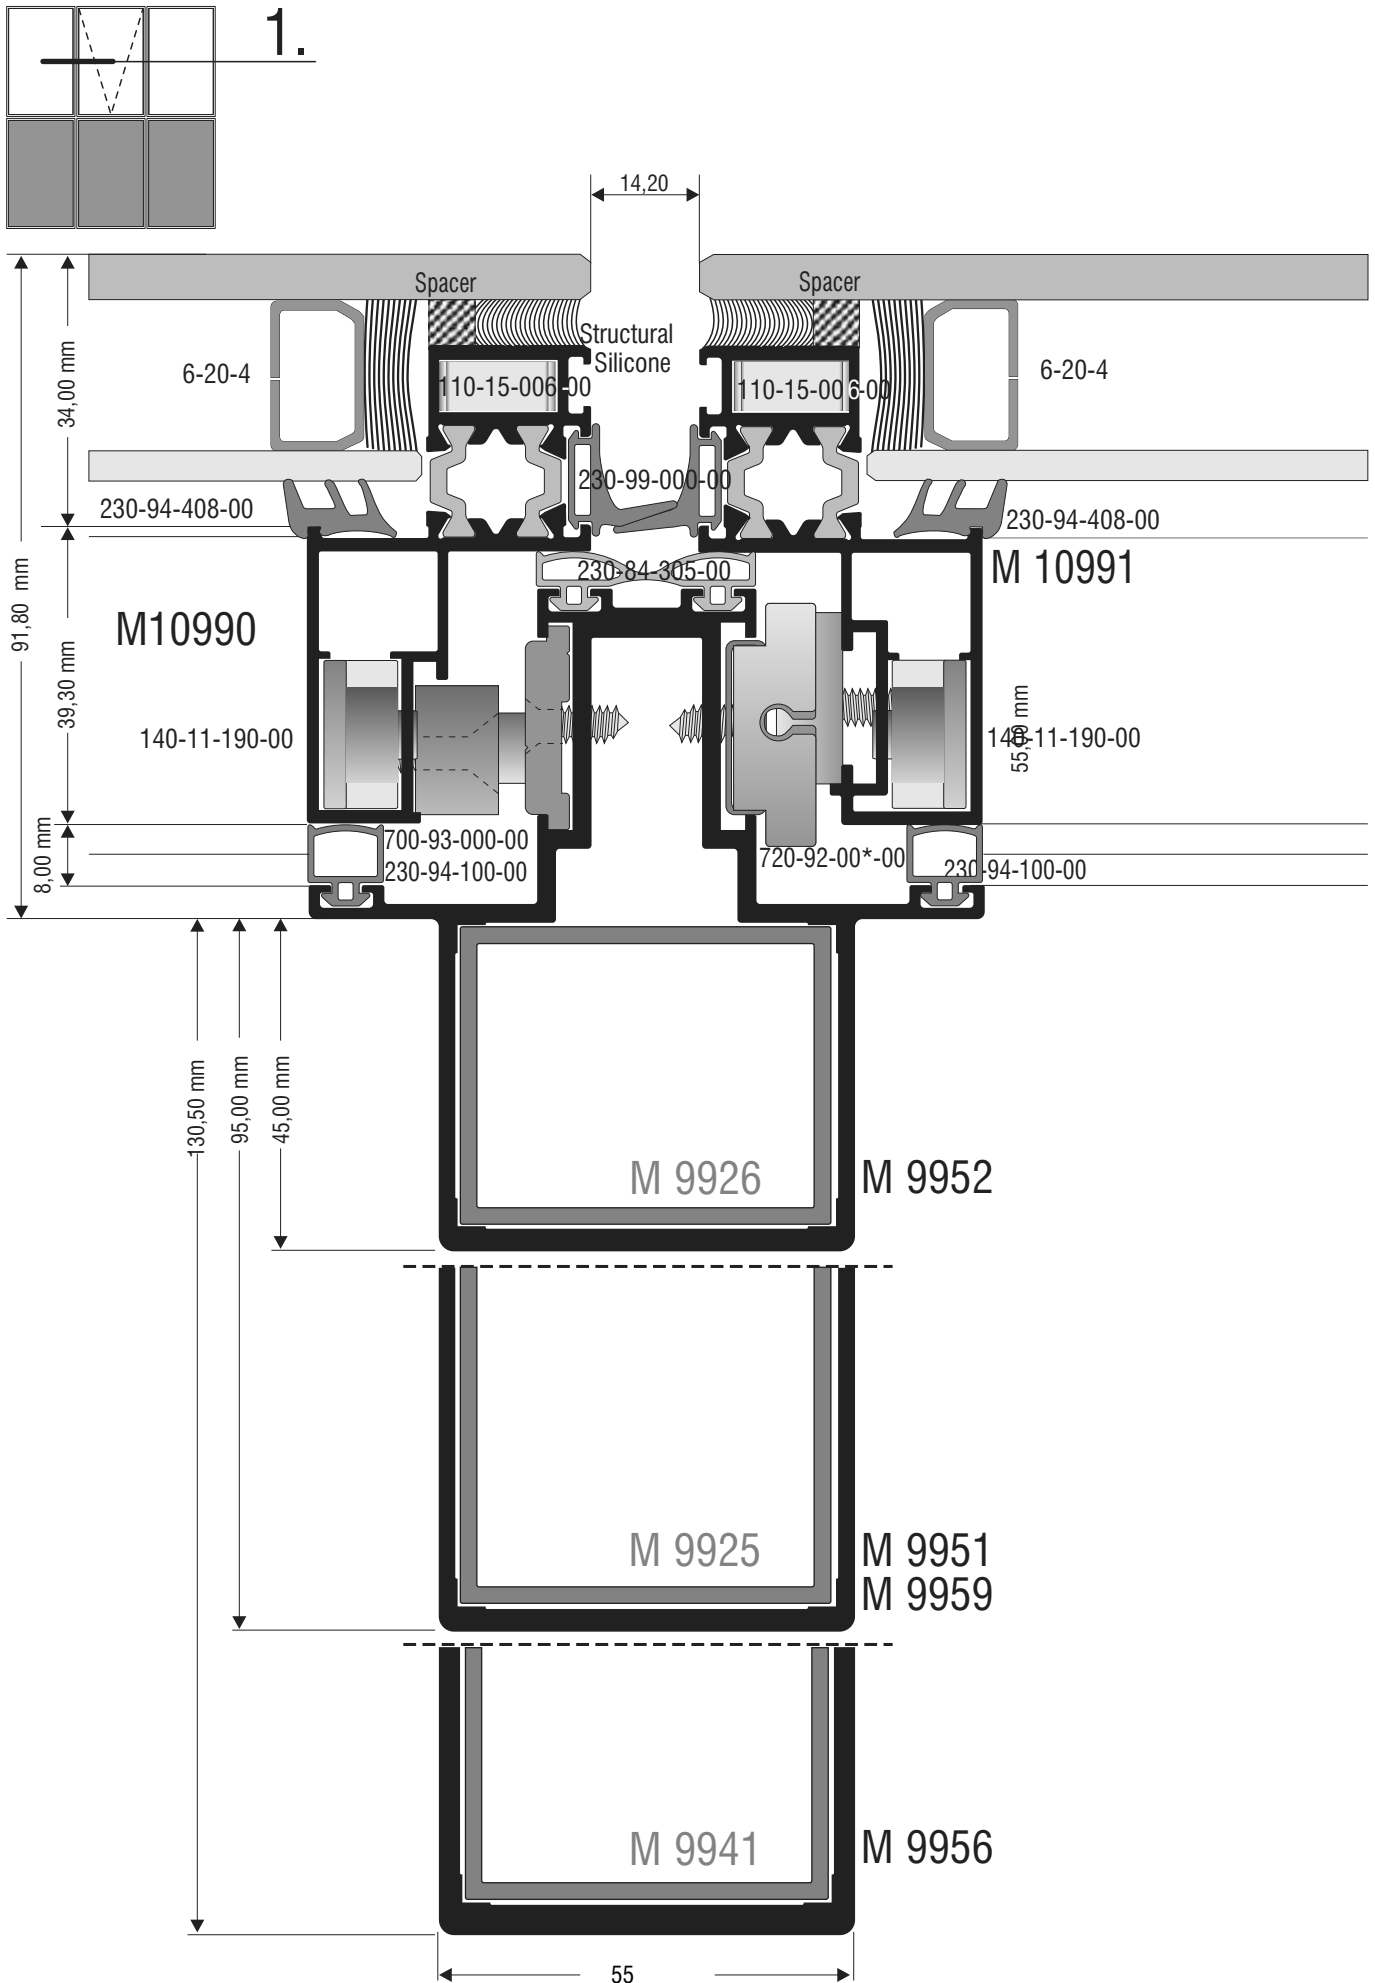 1.
14,20
Spacer
Spacer
Structural
Silicone
6-20-4
6-20-4
34,00 mm
110-15-006-00
110-15-00 6-00
230-99-000-00
230-94-408-00
230-94-408-00
230-84-305-00
M 10991
M10990
91,80 mm
39,30 mm
140-11-190-00
140-11-190-00
55,00 mm
8,00 mm
700-93-000-00
230-94-100-00
720-92-00*-00
230-94-100-00
130,50 mm
95,00 mm
45,00 mm
M 9926
M 9952
M 9925
M 9951
M 9959
M 9941
M 9956
55